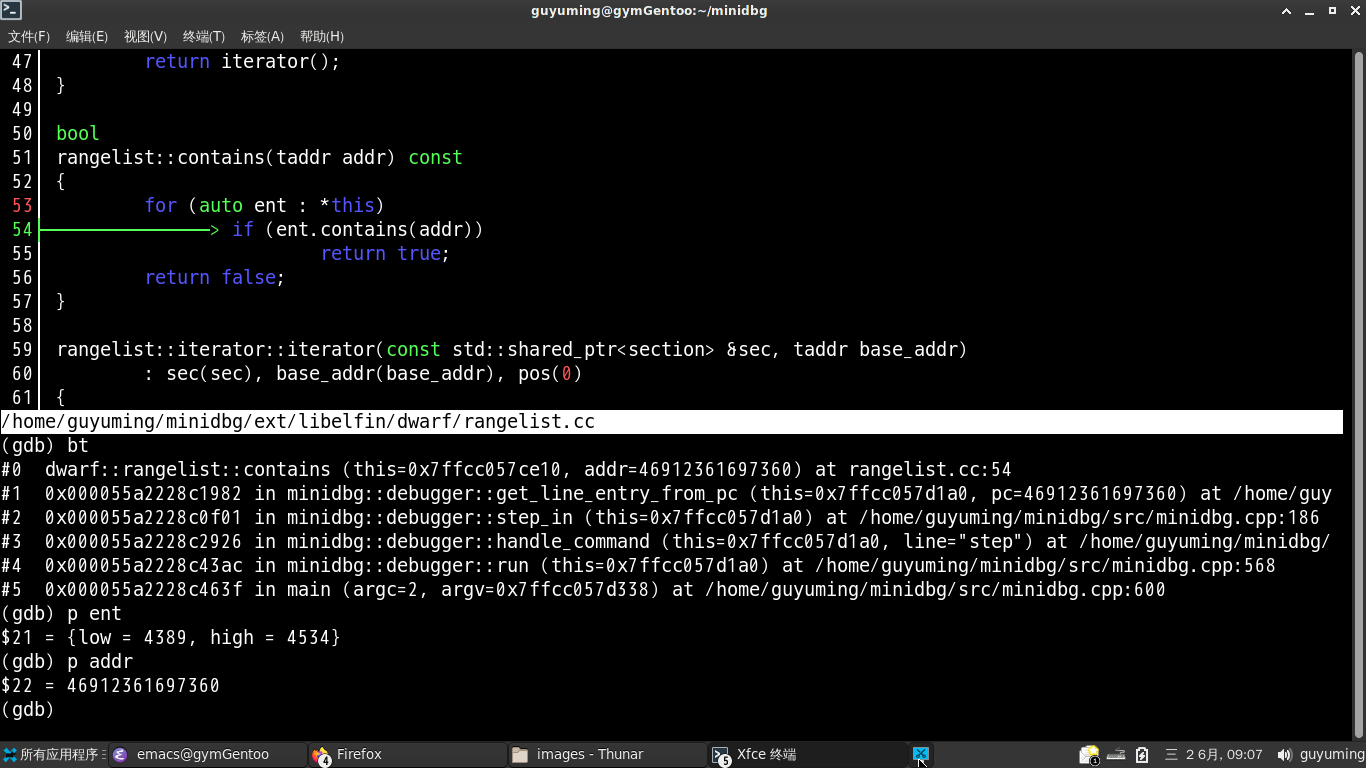 guyuming@gymGentoo:~/minidbg
文件(F) 编辑(E) 视图(V) 终端(T) 标签(A) 帮助(H)
47 return iterator();
48 }
49
50 bool
51 rangelist::contains(taddr addr) const
52 {
53 for (auto ent : *this)
54 > if (ent.contains(addr))
55 return true;
56 return false;
57 }
58
59 rangelist::iterator::iterator(const std::shared_ptr<section> &sec, taddr base_addr)
60 : sec(sec), base_addr(base_addr), pos(0)
61 {
/home/guyuming/minidbg/ext/libelfin/dwarf/rangelist.cc
(gdb) bt
#0 dwarf::rangelist::contains (this=0x7ffcc057ce10, addr=46912361697360) at rangelist.cc:54
#1 0x000055a2228c1982 in minidbg::debugger::get_line_entry_from_pc (this=0x7ffcc057d1a0, pc=46912361697360) at /home/guy
#2 0x000055a2228c0f01 in minidbg::debugger::step_in (this=0x7ffcc057d1a0) at /home/guyuming/minidbg/src/minidbg.cpp:186
#3 0x000055a2228c2926 in minidbg::debugger::handle_command (this=0x7ffcc057d1a0, line="step") at /home/guyuming/minidbg/
#4 0x000055a2228c43ac in minidbg::debugger::run (this=0x7ffcc057d1a0) at /home/guyuming/minidbg/src/minidbg.cpp:568
#5 0x000055a2228c463f in main (argc=2, argv=0x7ffcc057d338) at /home/guyuming/minidbg/src/minidbg.cpp:600
(gdb) p ent
$21 = {low = 4389, high = 4534}
(gdb) p addr
$22 = 46912361697360
(gdb)
所有应用程序 emacs@gymGentoo 4 Firefox images - Thunar 5 Xfce 终端 1 三 2 6月, 09:07 guyuming